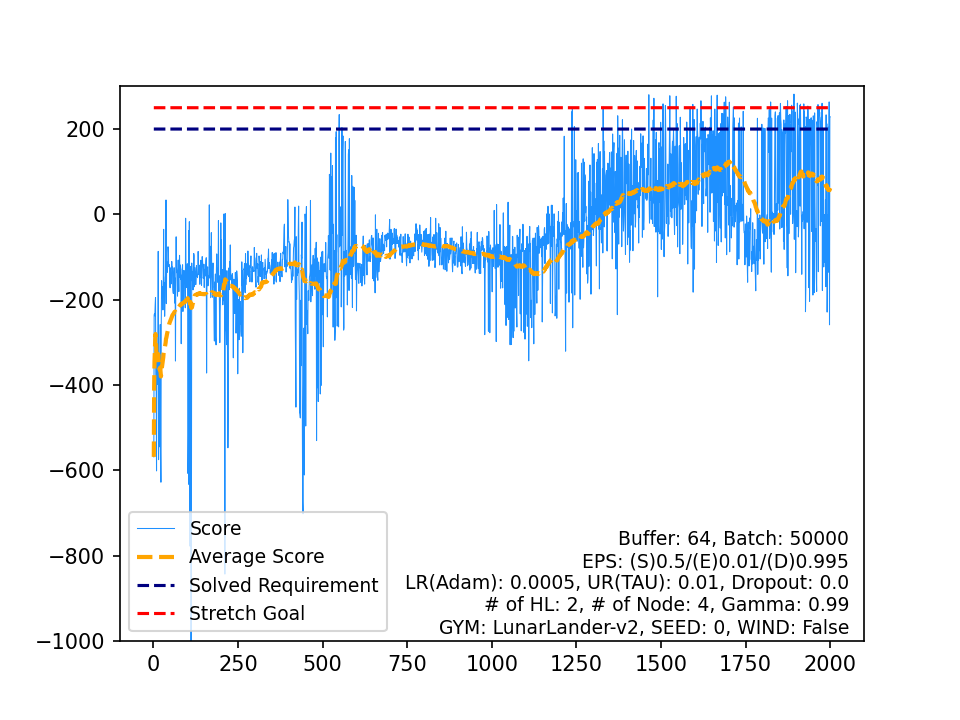 200
0
−200
−400
−600
−800
−1000
Score
Average Score
Solved Requirement
Stretch Goal
Buffer: 64, Batch: 50000
EPS: (S)0.5/(E)0.01/(D)0.995
LR(Adam): 0.0005, UR(TAU): 0.01, Dropout: 0.0
# of HL: 2, # of Node: 4, Gamma: 0.99
GYM: LunarLander-v2, SEED: 0, WIND: False
0 250 500 750 1000 1250 1500 1750 2000